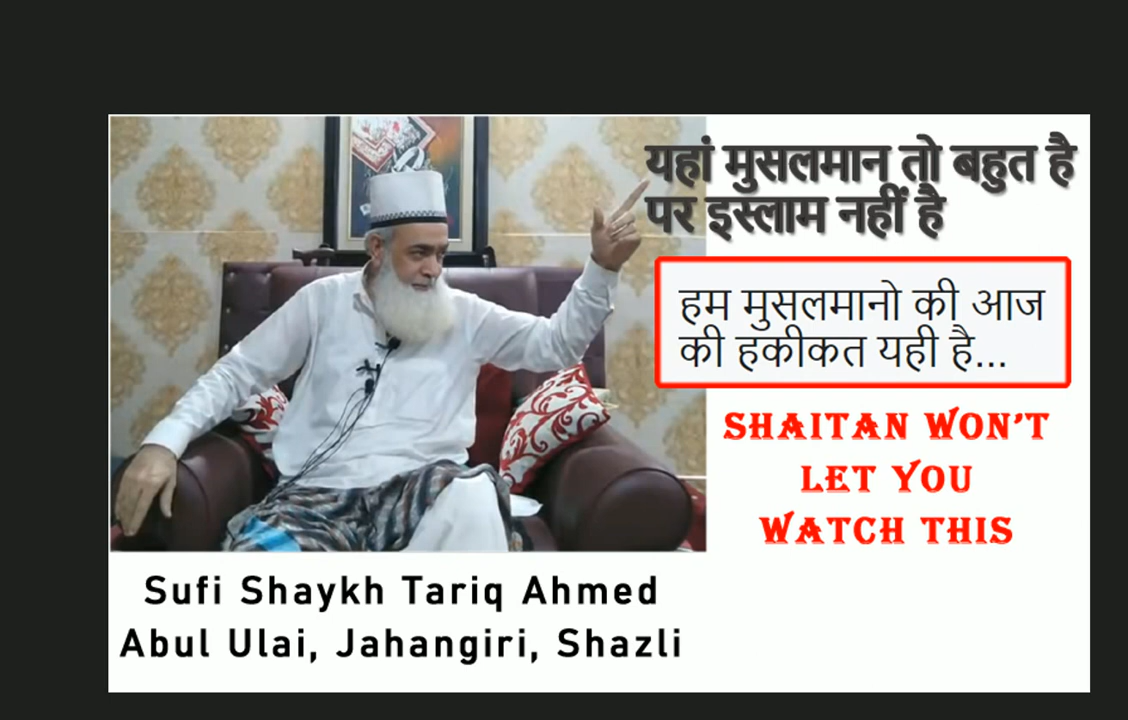 यहां मुसलमान तो बहुत है
पर इस्लाम नहीं है
हम मुसलमानो की आज
की हकीकत यही है...
SHAITAN WON'T
LET YOU
WATCH THIS
Sufi Shaykh Tariq Ahmed
Abul Ulai, Jahangiri, Shazli